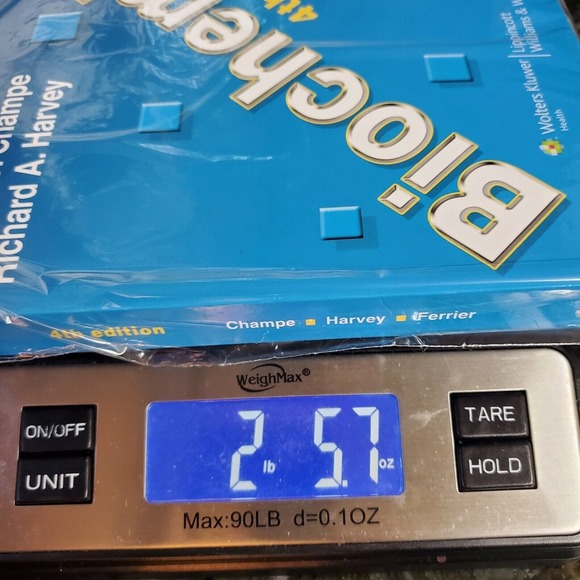 Biochem
4th
Champe
Richard A. Harvey
Wolters Kluwer
Health
Lippincott
Williams & W
4th edition
Champe ■ Harvey ■ Ferrier
WeighMax®
ON/OFF
UNIT
2 lb 5.7 oz
TARE
HOLD
Max:90LB d=0.1OZ